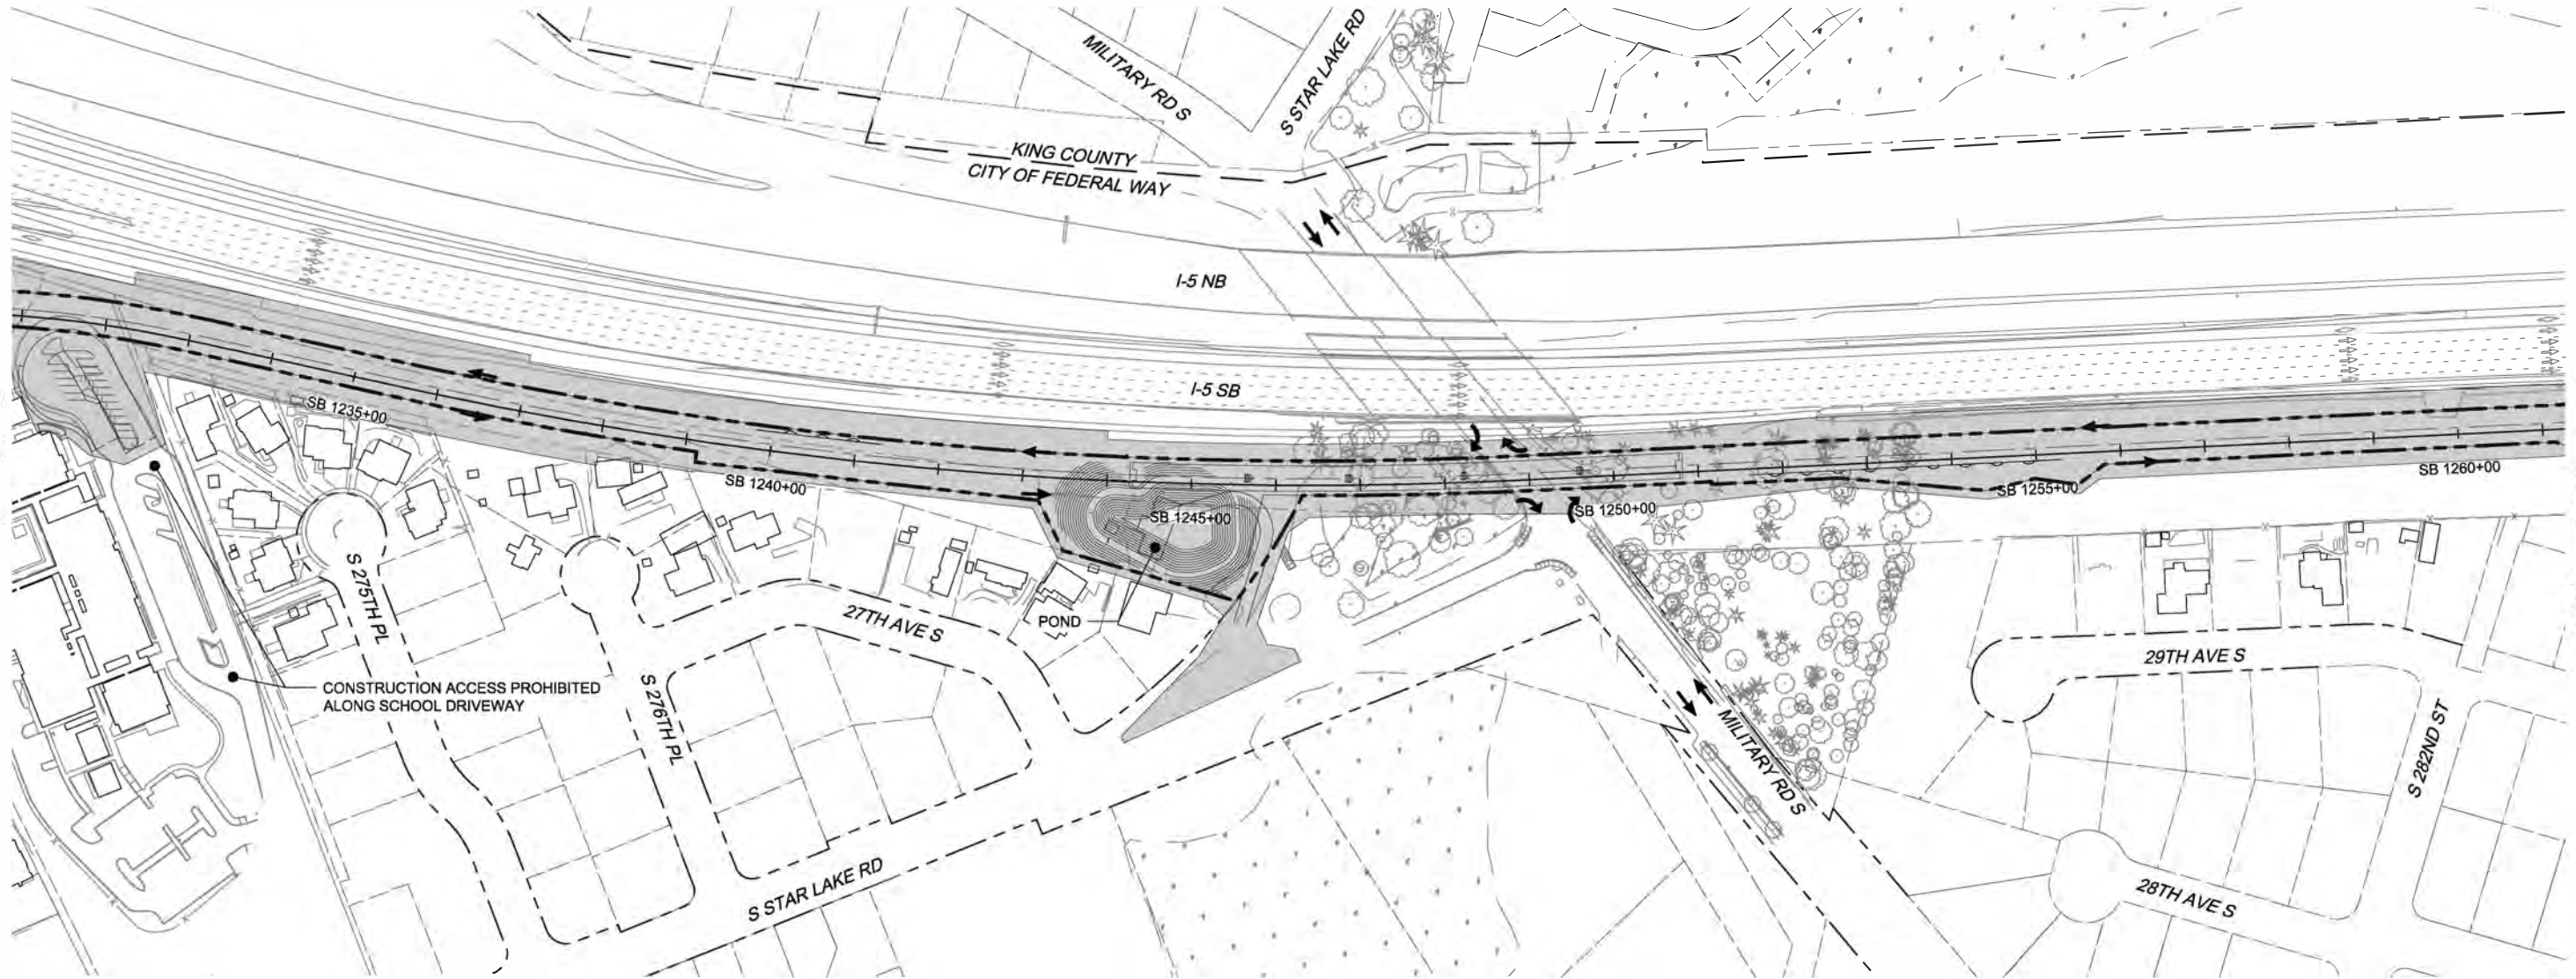 MILITARY RD S
S STAR LAKE RD
KING COUNTY
CITY OF FEDERAL WAY
I-5 NB
I-5 SB
SB 1235+00
SB 1240+00
SB 1245+00
SB 1250+00
SB 1255+00
SB 1260+00
S 275TH PL
27TH AVE S
POND
CONSTRUCTION ACCESS PROHIBITED
ALONG SCHOOL DRIVEWAY
S 276TH PL
29TH AVE S
MILITARY RD S
S 282ND ST
S STAR LAKE RD
28TH AVE S